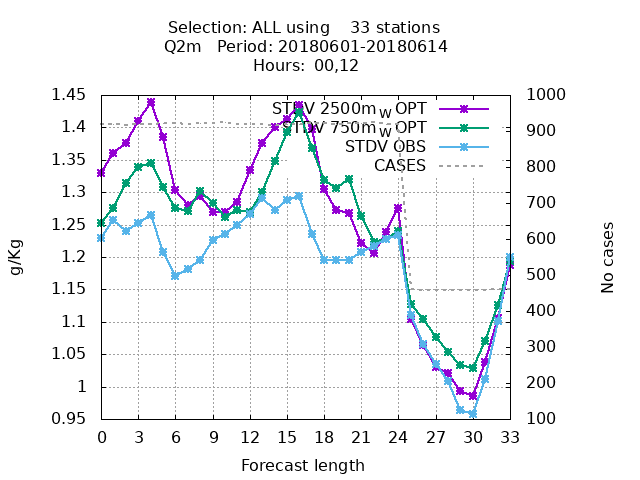 Selection: ALL using    33 stations
Q2m   Period: 20180601-20180614
Hours:  00,12
STDV 2500m_W OPT
STDV 750m_W OPT
STDV OBS
CASES
1.45
1.4
1.35
1.3
1.25
1.2
1.15
1.1
1.05
1
0.95
g/Kg
1000
900
800
700
600
500
400
300
200
100
No cases
0 3 6 9 12 15 18 21 24 27 30 33
Forecast length